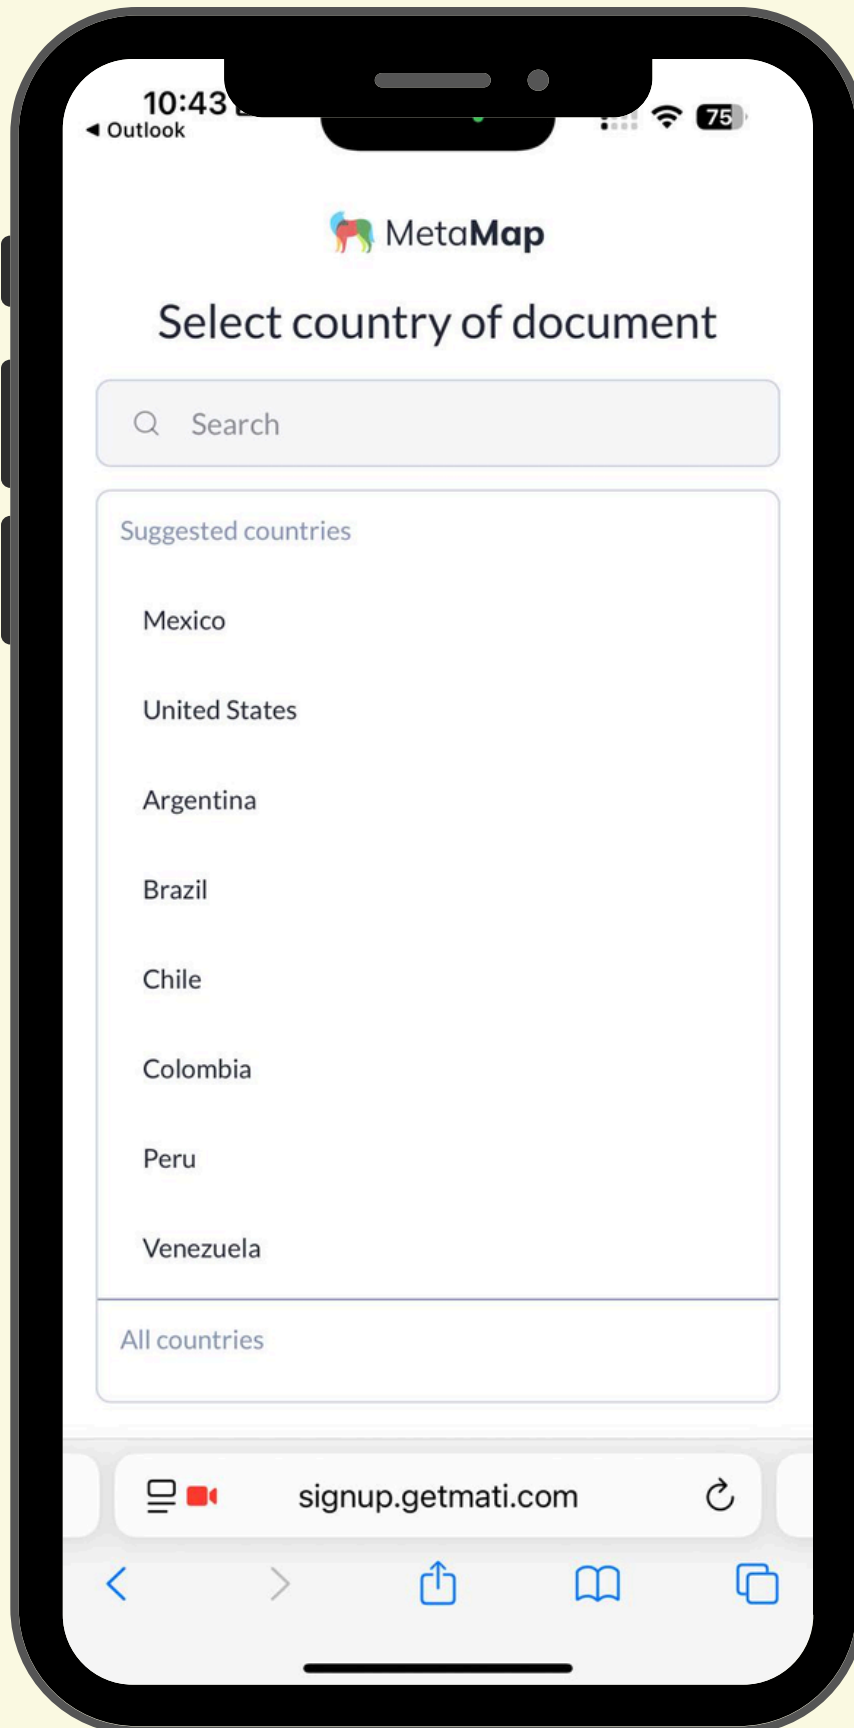 10:43
◀ Outlook
75
MetaMap
Select country of document
Search
Suggested countries
Mexico
United States
Argentina
Brazil
Chile
Colombia
Peru
Venezuela
All countries
signup.getmati.com